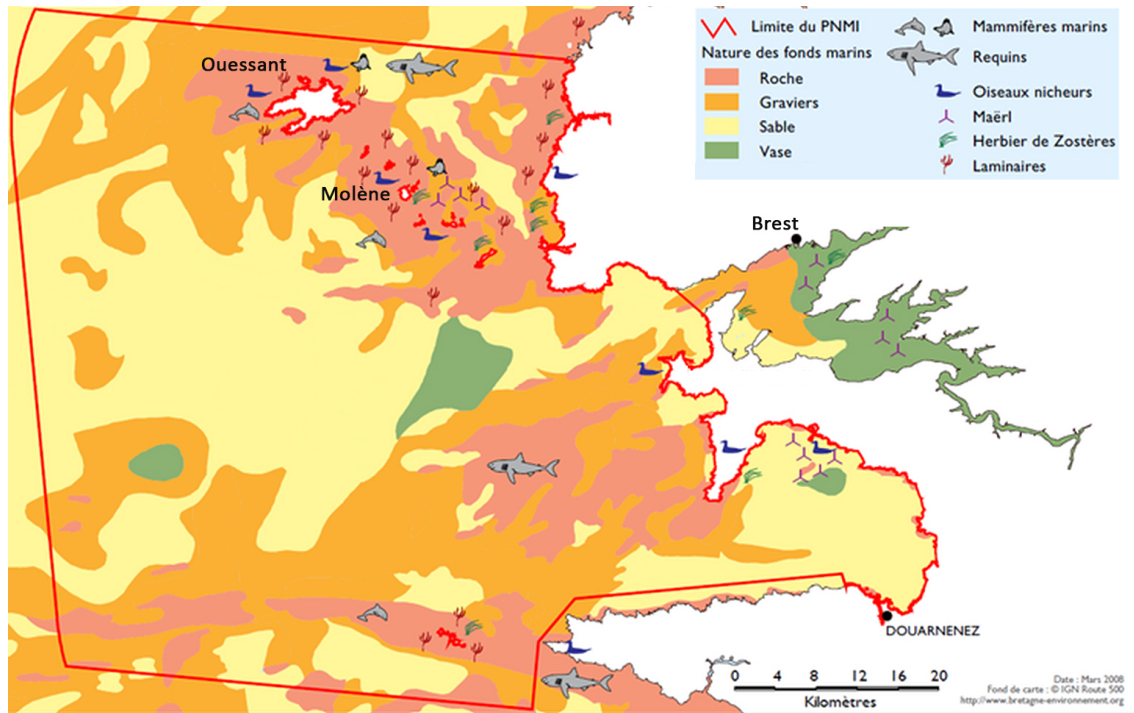 Limite du PNMI
Nature des fonds marins
Roche
Graviers
Sable
Vase
Mammifères marins
Requins
Oiseaux nicheurs
Maërl
Herbier de Zostères
Laminaires
Ouessant
Molène
Brest
DOUARNENEZ
0 4 8 12 16 20
Kilomètres
Date : Mars 2008
Fond de carte : © IGN Route 500
http://www.bretagne-environnement.org